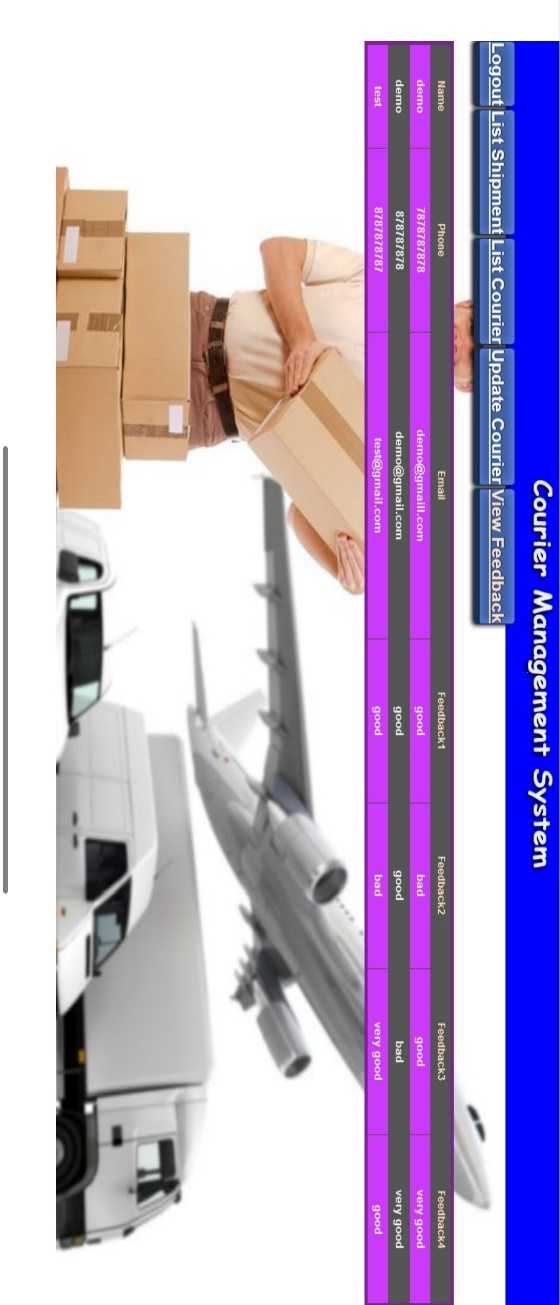 Courier Management System
Logout List Shipment List Courier Update Courier View Feedback
Name Phone Email Feedback1 Feedback2 Feedback3 Feedback4
demo 7878787878 demo@gmaill.com good bad good very good
demo 878787878 demo@gmail.com good good bad very good
test 8787878787 test@gmail.com good bad very good good